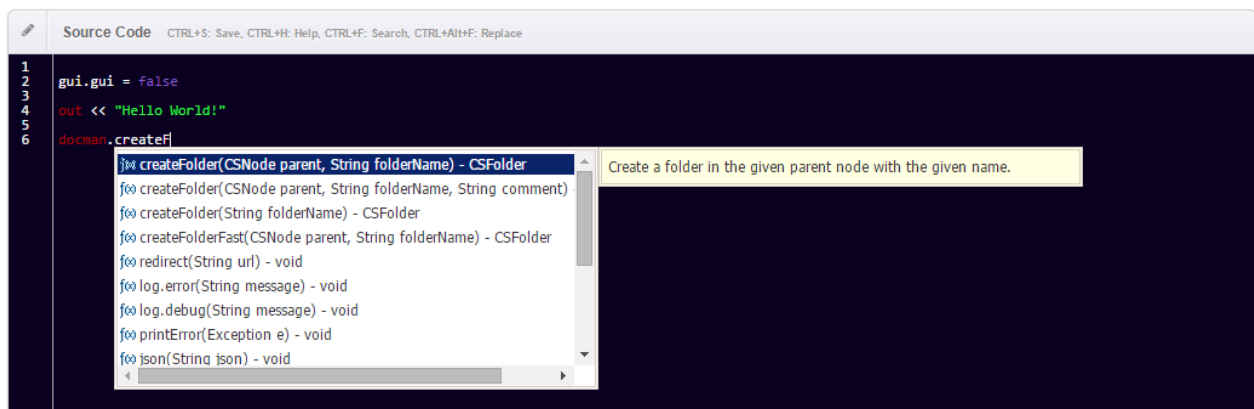 Source Code CTRL+S: Save, CTRL+H: Help, CTRL+F: Search, CTRL+Alt+F: Replace
1
2 gui.gui = false
3
4 out << "Hello World!"
5
6 docman.createF
f(x) createFolder(CSNode parent, String folderName) - CSFolder
Create a folder in the given parent node with the given name.
f(x) createFolder(CSNode parent, String folderName, String comment)
f(x) createFolder(String folderName) - CSFolder
f(x) createFolderFast(CSNode parent, String folderName) - CSFolder
f(x) redirect(String url) - void
f(x) log.error(String message) - void
f(x) log.debug(String message) - void
f(x) printError(Exception e) - void
f(x) json(String json) - void